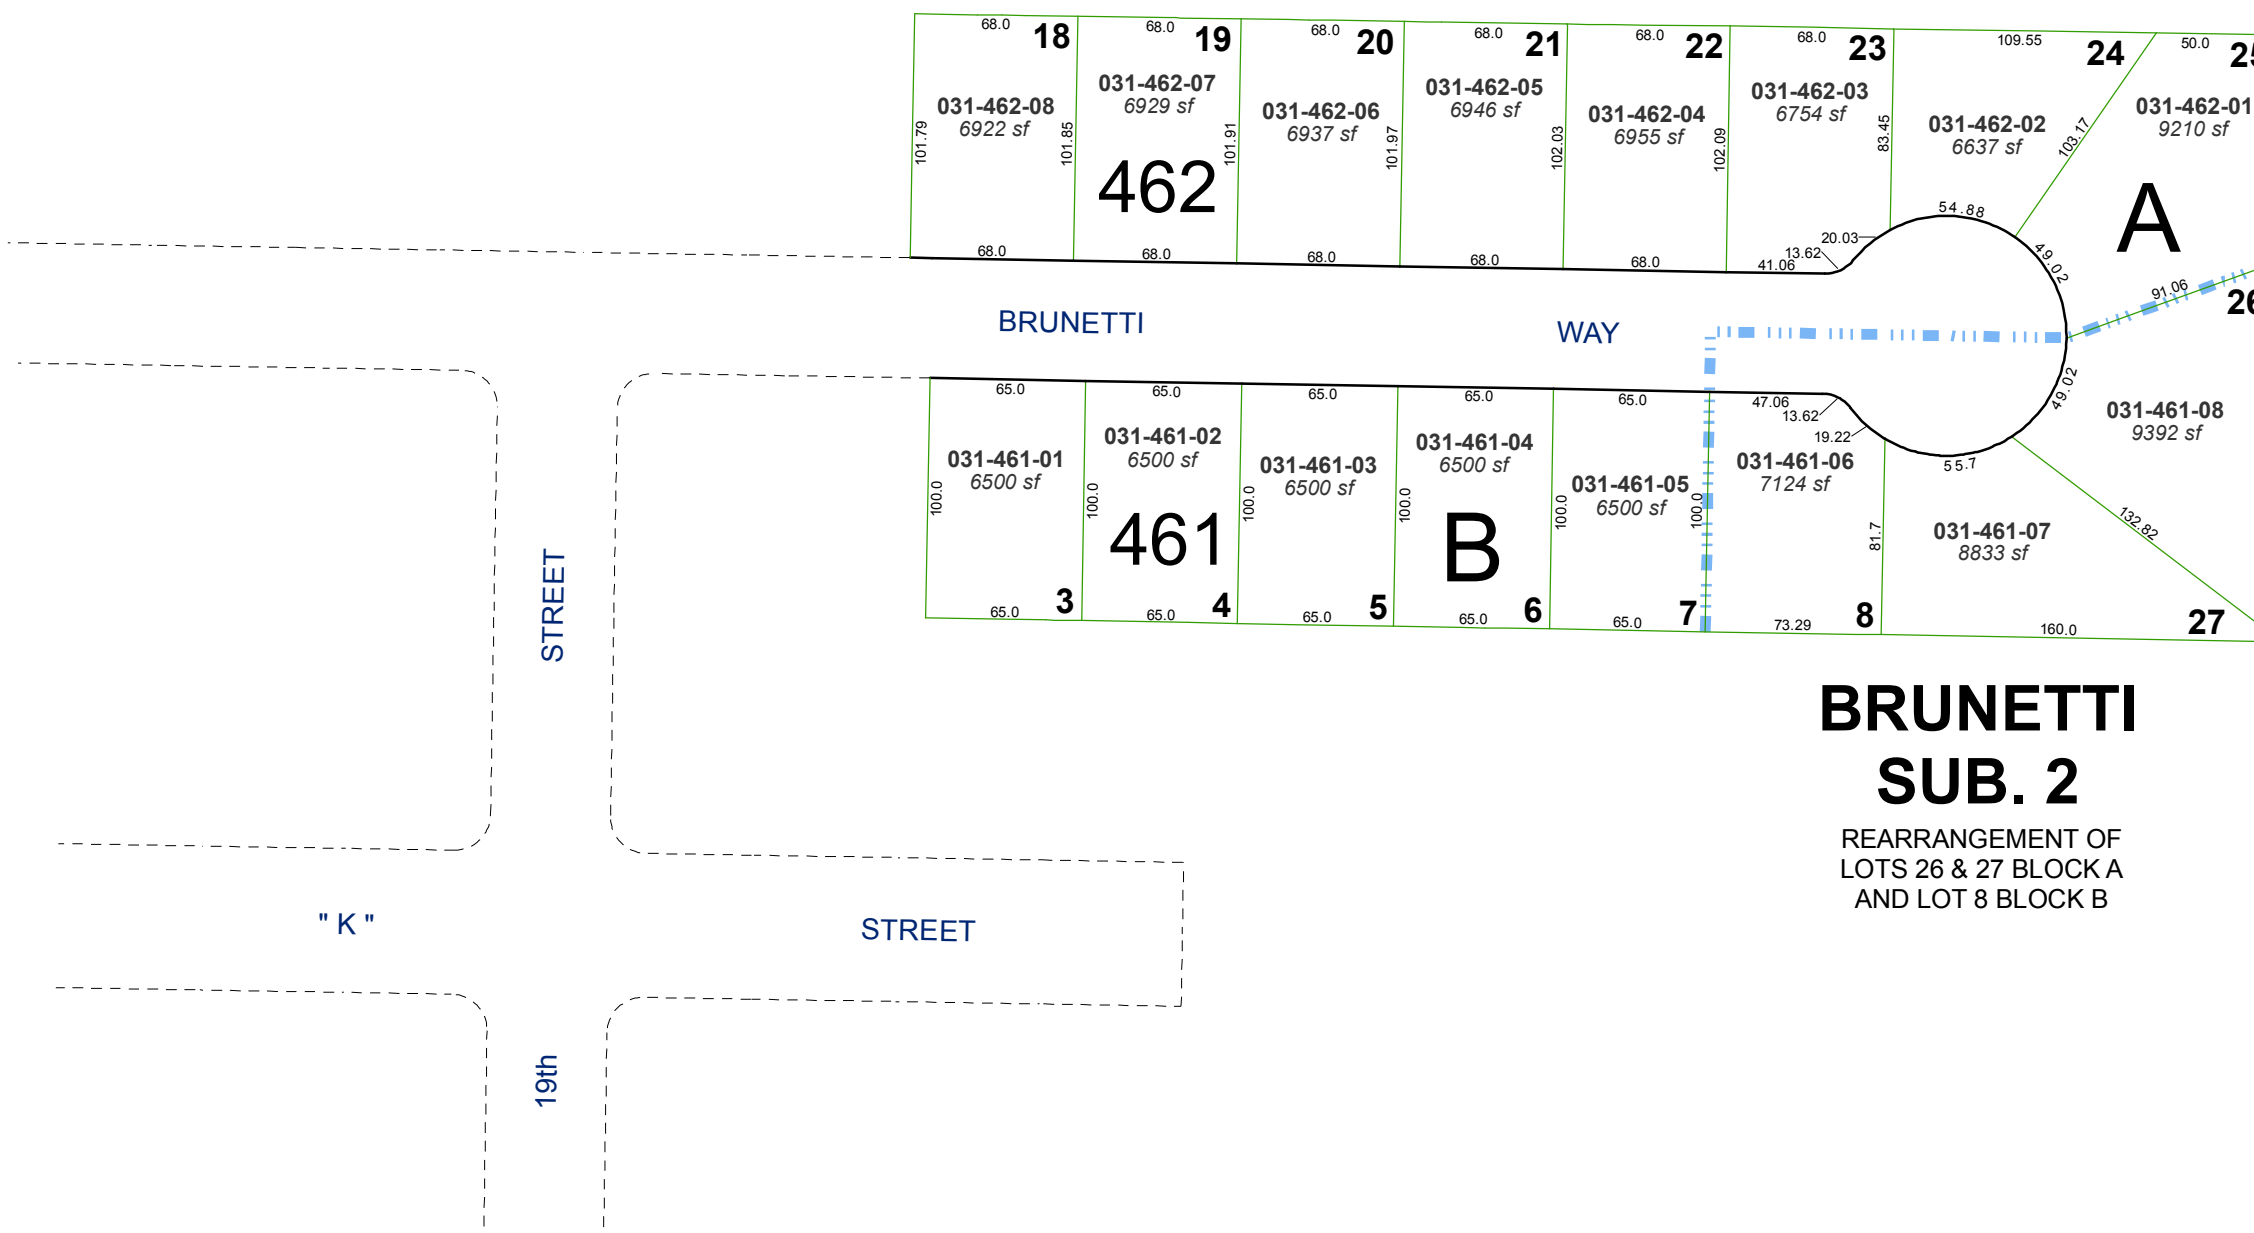 68.0
18
68.0
19
68.0
20
68.0
21
68.0
22
68.0
23
109.55
24
50.0
031-462-08
6922 sf
031-462-07
6929 sf
031-462-06
6937 sf
031-462-05
6946 sf
031-462-04
6955 sf
031-462-03
6754 sf
031-462-02
6637 sf
031-462-01
9210 sf
101.79
101.85
101.91
101.97
102.03
102.09
83.45
103.17
462
A
54.88
49.02
20.03
13.62
68.0
68.0
68.0
68.0
68.0
41.06
91.06
BRUNETTI
WAY
65.0
65.0
65.0
65.0
65.0
47.06
13.62
19.22
55.7
49.02
031-461-01
6500 sf
031-461-02
6500 sf
031-461-03
6500 sf
031-461-04
6500 sf
031-461-05
6500 sf
031-461-06
7124 sf
031-461-07
8833 sf
031-461-08
9392 sf
100.0
100.0
100.0
100.0
100.0
100.0
81.7
132.82
461
B
65.0
3
65.0
4
65.0
5
65.0
6
65.0
7
73.29
8
160.0
27
STREET
BRUNETTI
SUB. 2
REARRANGEMENT OF
LOTS 26 & 27 BLOCK A
AND LOT 8 BLOCK B
" K "
STREET
19th